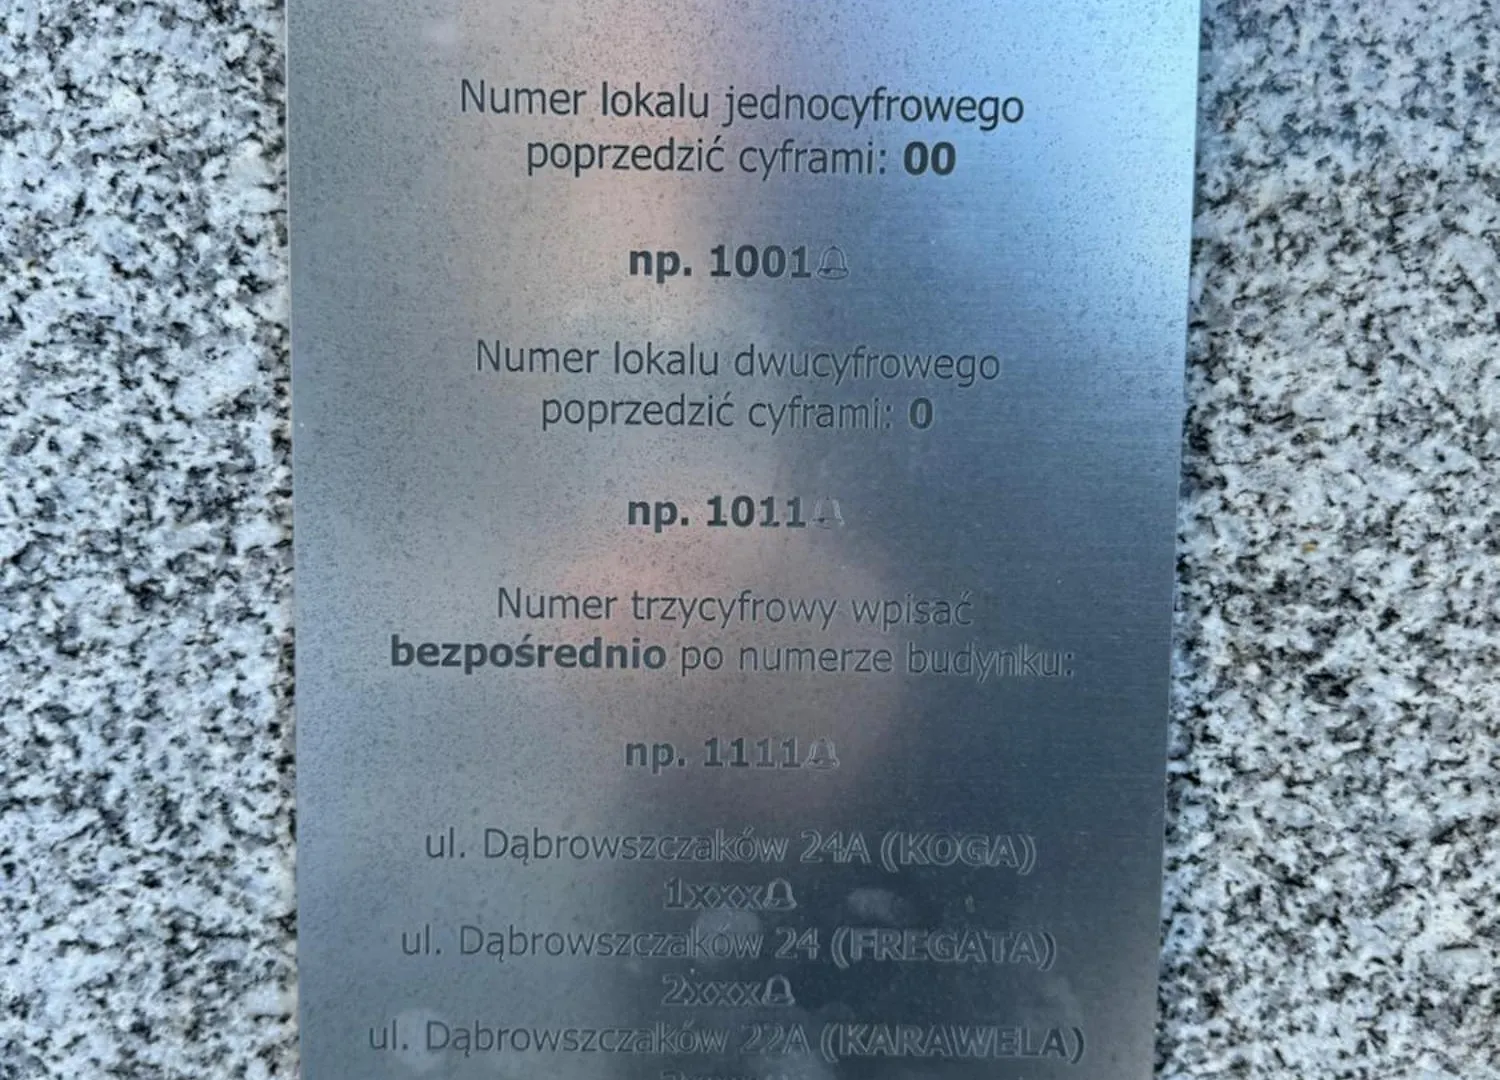 Numer lokalu jednocyfrowego
poprzedzić cyframi: 00
np. 1001
Numer lokalu dwucyfrowego
poprzedzić cyframi: 0
np. 1011
Numer trzycyfrowy wpisać
bezpośrednio po numerze budynku:
np. 1111
ul. Dąbrowszczaków 24A (KOGA)
1xxx
ul. Dąbrowszczaków 24 (FREGATA)
2xxx
ul. Dąbrowszczaków 22A (KARAWELA)